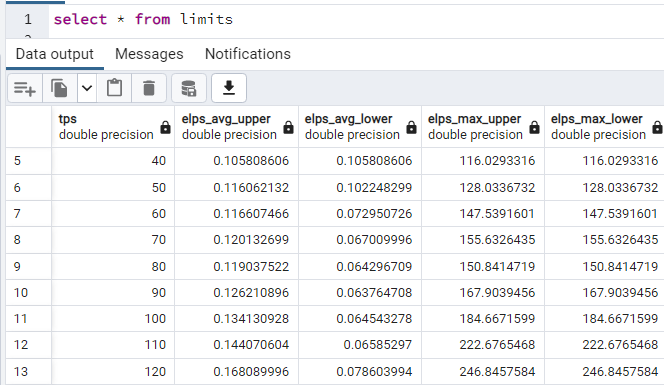 1 select * from limits
Data output Messages Notifications
tps elps_avg_upper elps_avg_lower elps_max_upper elps_max_lower
double precision double precision double precision double precision double precision
5 40 0.105808606 0.105808606 116.0293316 116.0293316
6 50 0.116062132 0.102248299 128.0336732 128.0336732
7 60 0.116607466 0.072950726 147.5391601 147.5391601
8 70 0.120132699 0.067009996 155.6326435 155.6326435
9 80 0.119037522 0.064296709 150.8414719 150.8414719
10 90 0.126210896 0.063764708 167.9039456 167.9039456
11 100 0.134130928 0.064543278 184.6671599 184.6671599
12 110 0.144070604 0.06585297 222.6765468 222.6765468
13 120 0.168089996 0.078603994 246.8457584 246.8457584